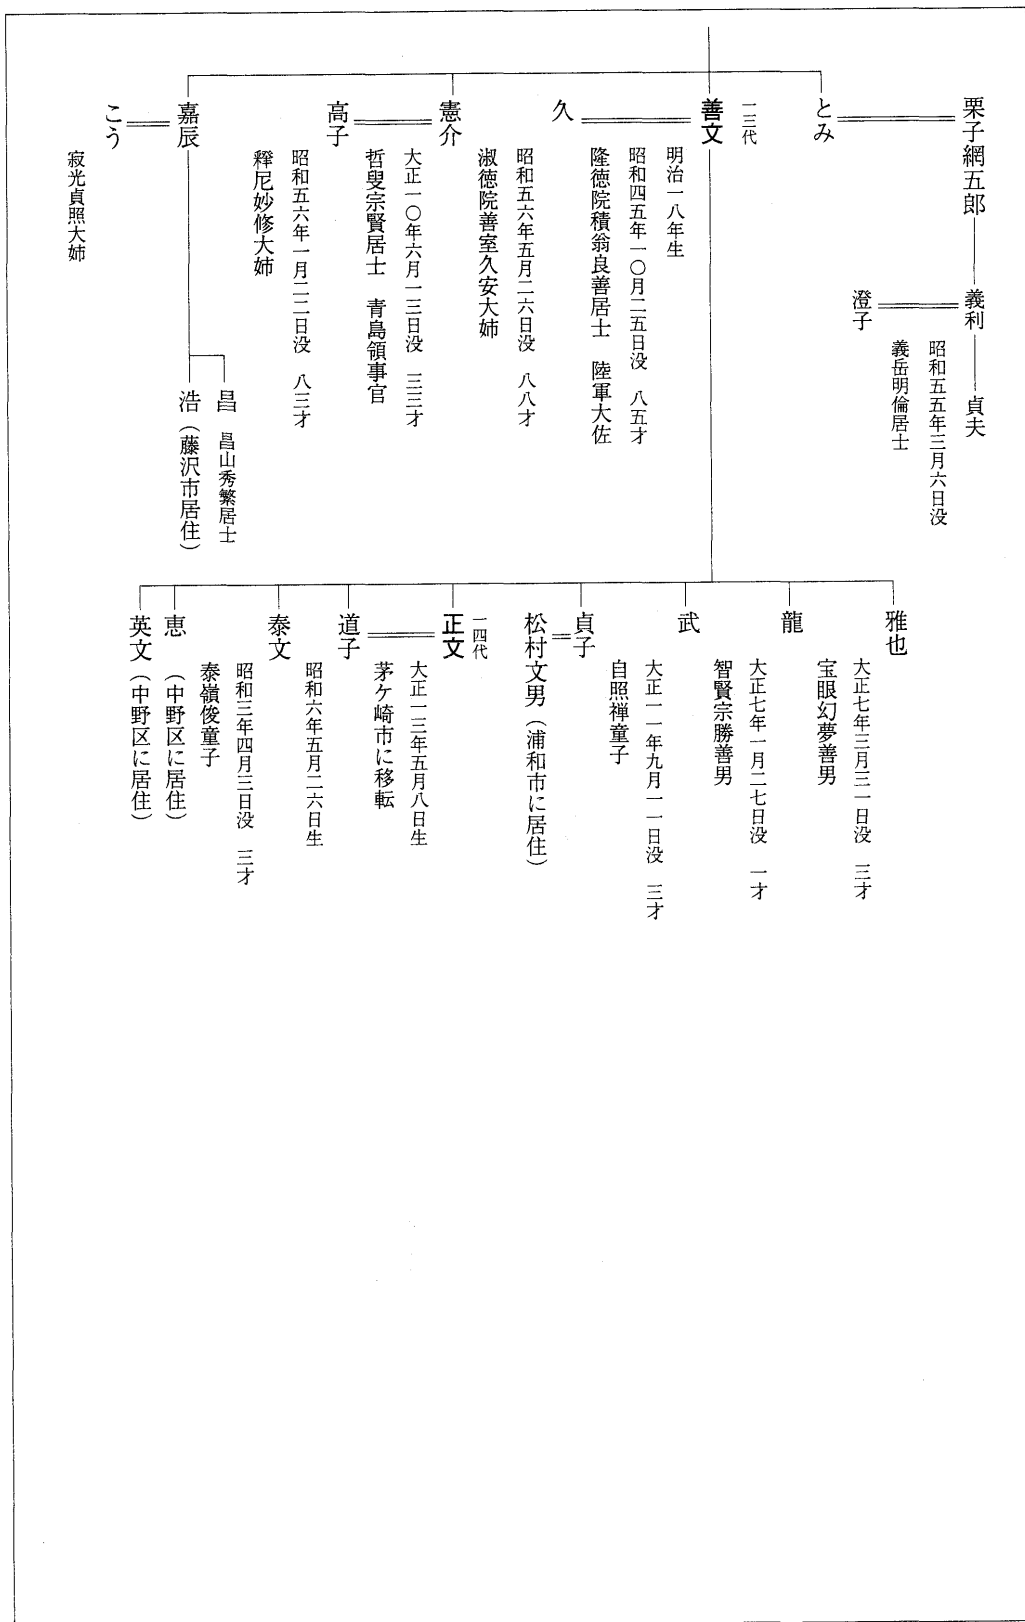 栗子網五郎
義利
貞夫
昭和五五年三月六日没
義岳明倫居士
澄子
とみ
一三代
善文
明治一八年生
昭和四五年一〇月二五日没 八五才
隆徳院積翁良善居士 陸軍大佐
久
昭和五六年五月二六日没 八八才
淑徳院善室久安大姉
憲介
大正一〇年六月一三日没 三三才
哲叟宗賢居士 青島領事官
高子
昭和五六年一月二二日没 八三才
釋尼妙修大姉
嘉辰
昌 昌山秀繁居士
浩(藤沢市居住)
こう
寂光貞照大姉
雅也
大正七年三月三一日没 三才
宝眼幻夢善男
龍
大正七年一月二七日没 一才
智賢宗勝善男
武
大正一一年九月一一日没 三才
自照禅童子
貞子
松村文男(浦和市に居住)
一四代
正文
大正一三年五月八日生
茅ケ崎市に移転
道子
昭和六年五月二六日生
泰文
昭和三年四月三日没 三才
泰嶺俊童子
恵 (中野区に居住)
英文(中野区に居住)